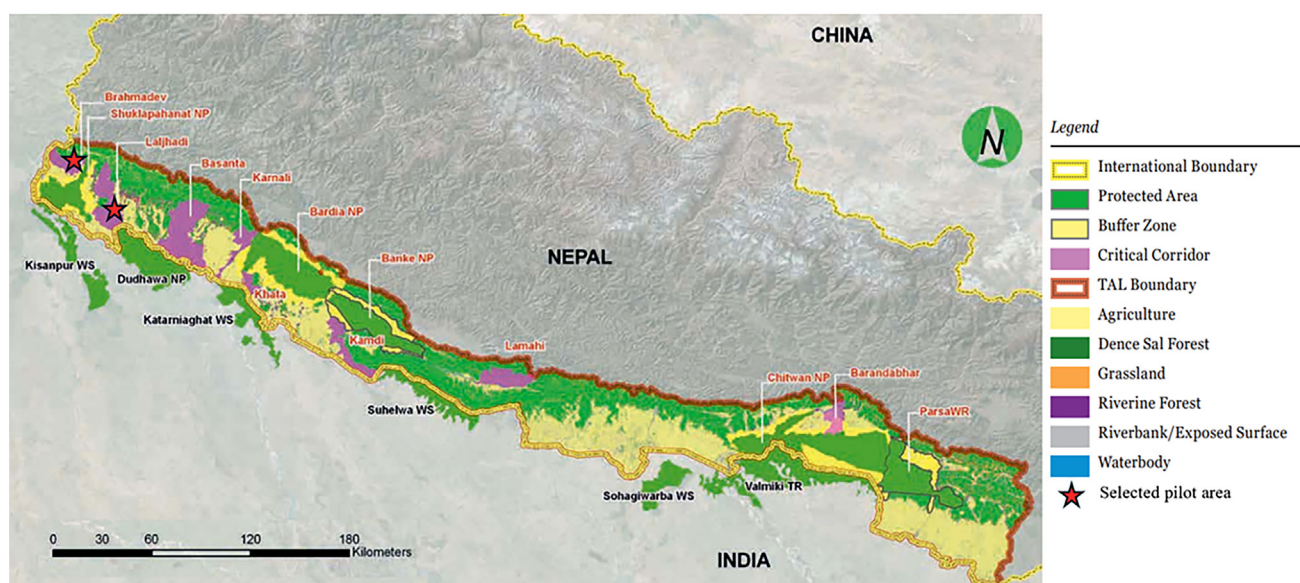 CHINA
Brahmadev
Shuklapahanat NP
Laljhadi
Basanta
Karnali
Bardia NP
Banke NP
NEPAL
Kisanpur WS
Dudhawa NP
Khata
Katarniaghat WS
Kamdi
Lamahi
Suhelwa WS
Chitwan NP
Barandabhar
ParsaWR
Sohagiwarba WS
Valmiki TR
INDIA
0 30 60 120 180
Kilometers
N
Legend
International Boundary
Protected Area
Buffer Zone
Critical Corridor
TAL Boundary
Agriculture
Dence Sal Forest
Grassland
Riverine Forest
Riverbank/Exposed Surface
Waterbody
Selected pilot area